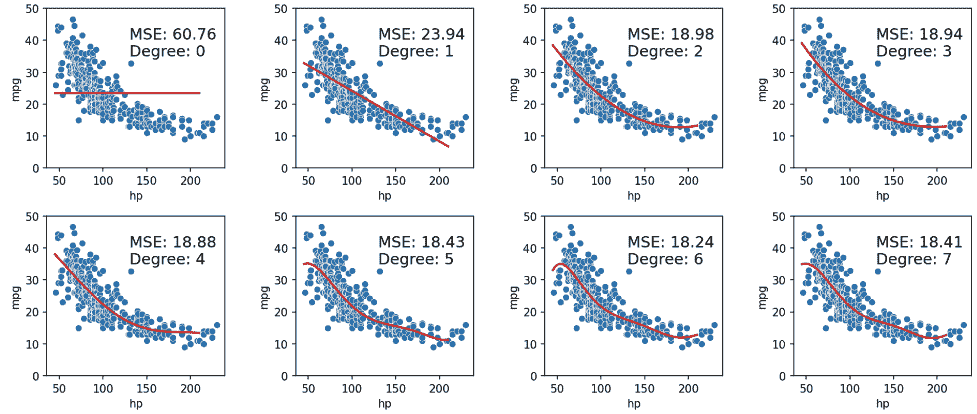 MSE: 60.76
Degree: 0
50
40
30
20
10
0
mpg
50
100
150
200
hp
MSE: 23.94
Degree: 1
50
40
30
20
10
0
mpg
50
100
150
200
hp
MSE: 18.98
Degree: 2
50
40
30
20
10
0
mpg
50
100
150
200
hp
MSE: 18.94
Degree: 3
50
40
30
20
10
0
mpg
50
100
150
200
hp
MSE: 18.88
Degree: 4
50
40
30
20
10
0
mpg
50
100
150
200
hp
MSE: 18.43
Degree: 5
50
40
30
20
10
0
mpg
50
100
150
200
hp
MSE: 18.24
Degree: 6
50
40
30
20
10
0
mpg
50
100
150
200
hp
MSE: 18.41
Degree: 7
50
40
30
20
10
0
mpg
50
100
150
200
hp